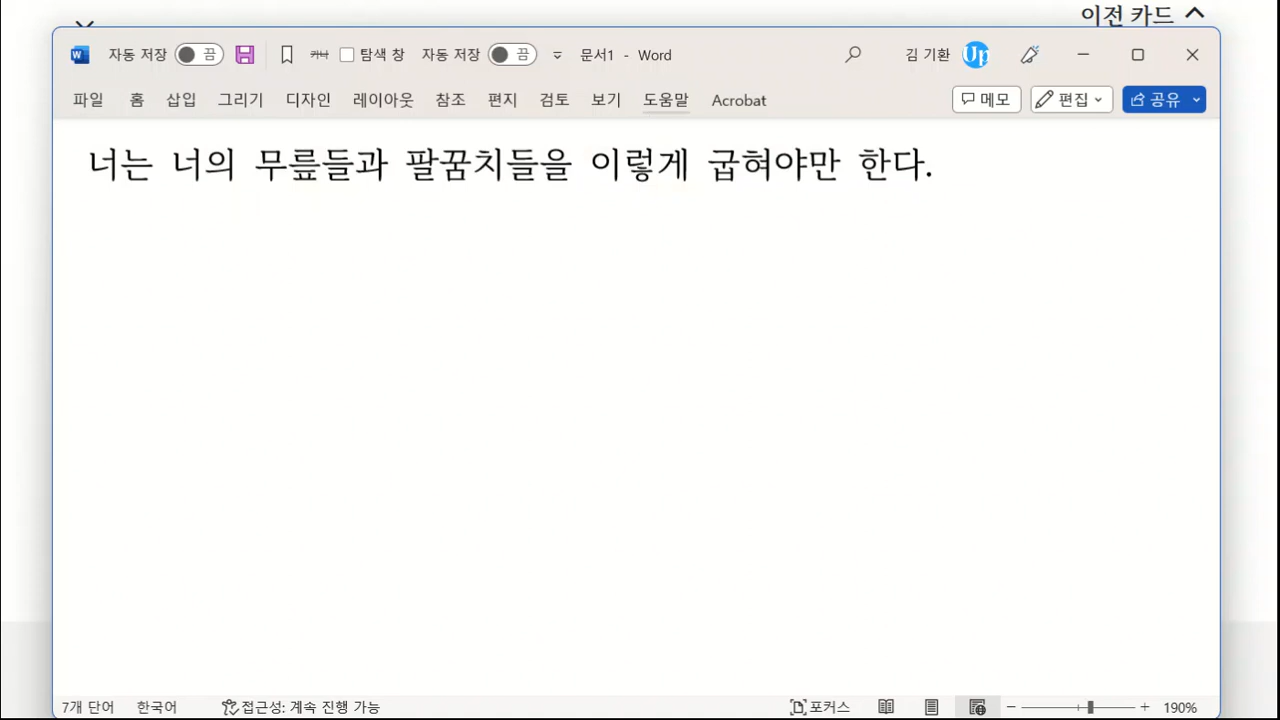 이전 카드
자동 저장 끔 가나 탐색 창 자동 저장 끔 문서1 - Word 김 기환 Up
파일 홈 삽입 그리기 디자인 레이아웃 참조 편지 검토 보기 도움말 Acrobat 메모 편집 공유
너는 너의 무릎들과 팔꿈치들을 이렇게 굽혀야만 한다.
7개 단어 한국어 접근성: 계속 진행 가능 포커스 190%